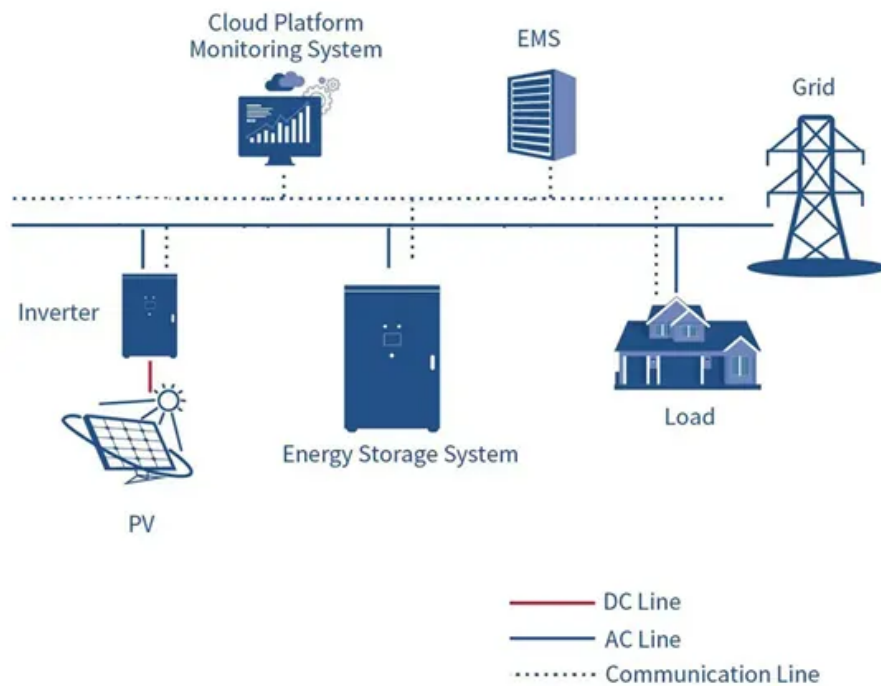 Cloud Platform
Monitoring System
EMS
Grid
Inverter
Energy Storage System
Load
PV
DC Line
AC Line
Communication Line